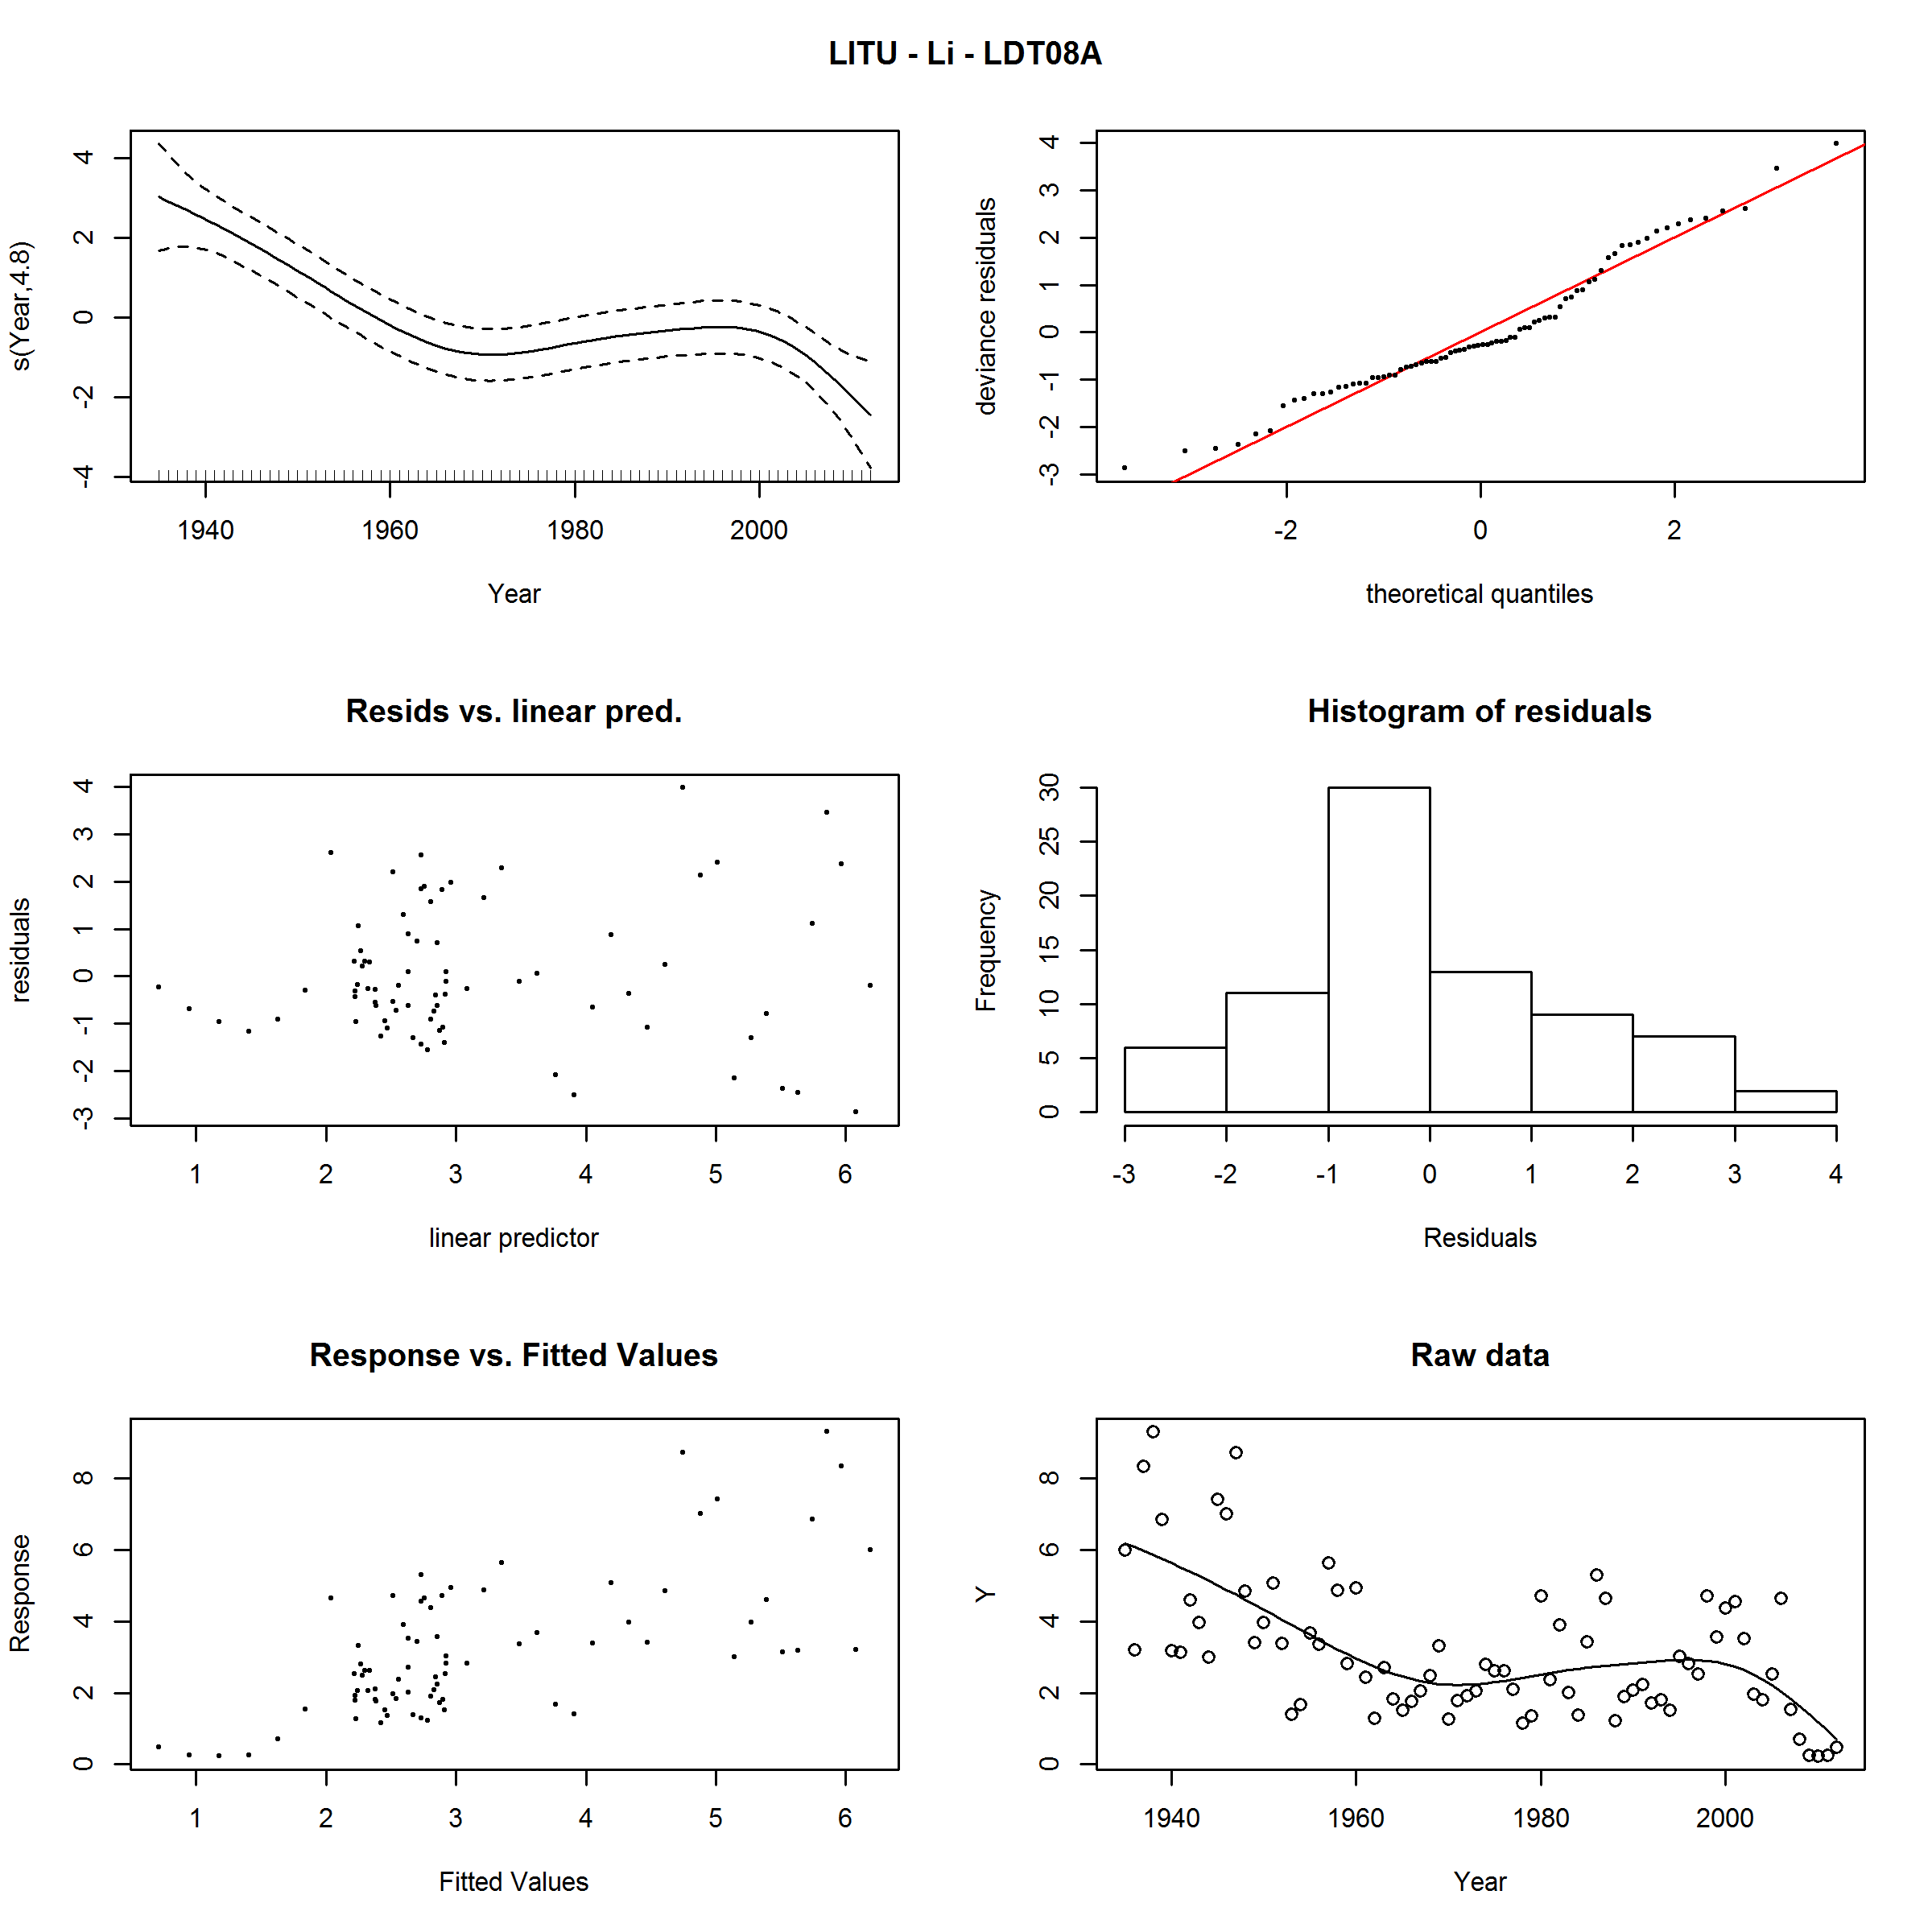 LITU - Li - LDT08A
s(Year,4.8)
4
2
0
-2
-4
1940 1960 1980 2000
Year
deviance residuals
4
3
2
1
0
-1
-2
-3
-2 0 2
theoretical quantiles
Resids vs. linear pred.
residuals
4
3
2
1
0
-1
-2
-3
1 2 3 4 5 6
linear predictor
Histogram of residuals
Frequency
30
25
20
15
10
5
0
-3 -2 -1 0 1 2 3 4
Residuals
Response vs. Fitted Values
Response
8
6
4
2
0
1 2 3 4 5 6
Fitted Values
Raw data
Y
8
6
4
2
0
1940 1960 1980 2000
Year